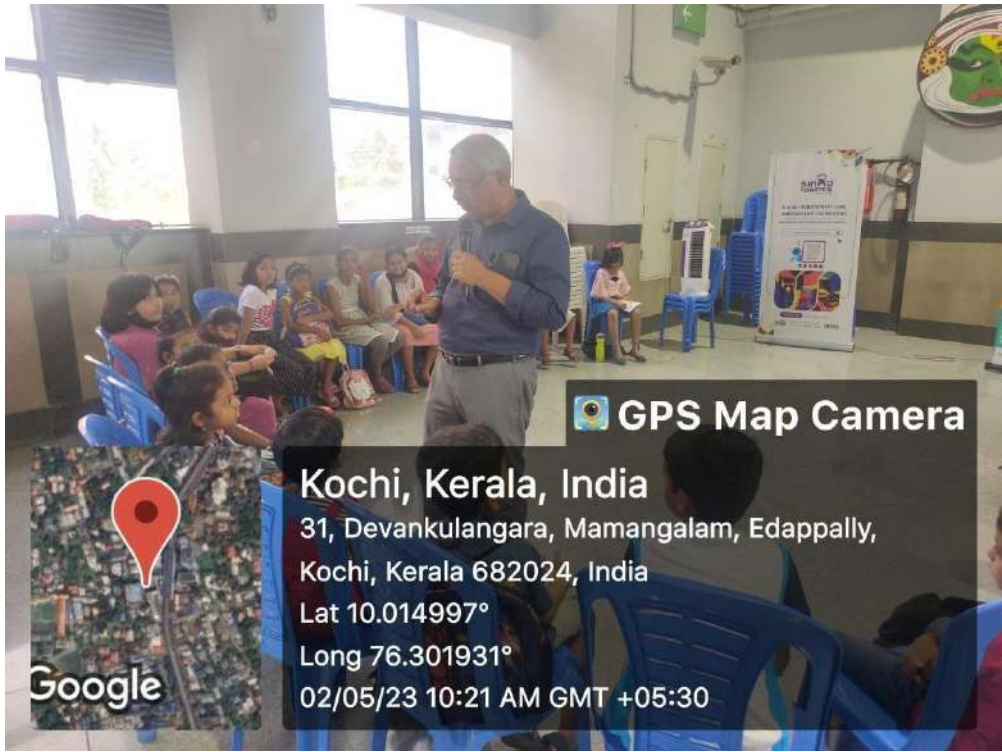 GPS Map Camera
Kochi, Kerala, India
31, Devankulangara, Mamangalam, Edappally,
Kochi, Kerala 682024, India
Lat 10.014997°
Long 76.301931°
02/05/23 10:21 AM GMT +05:30
Google